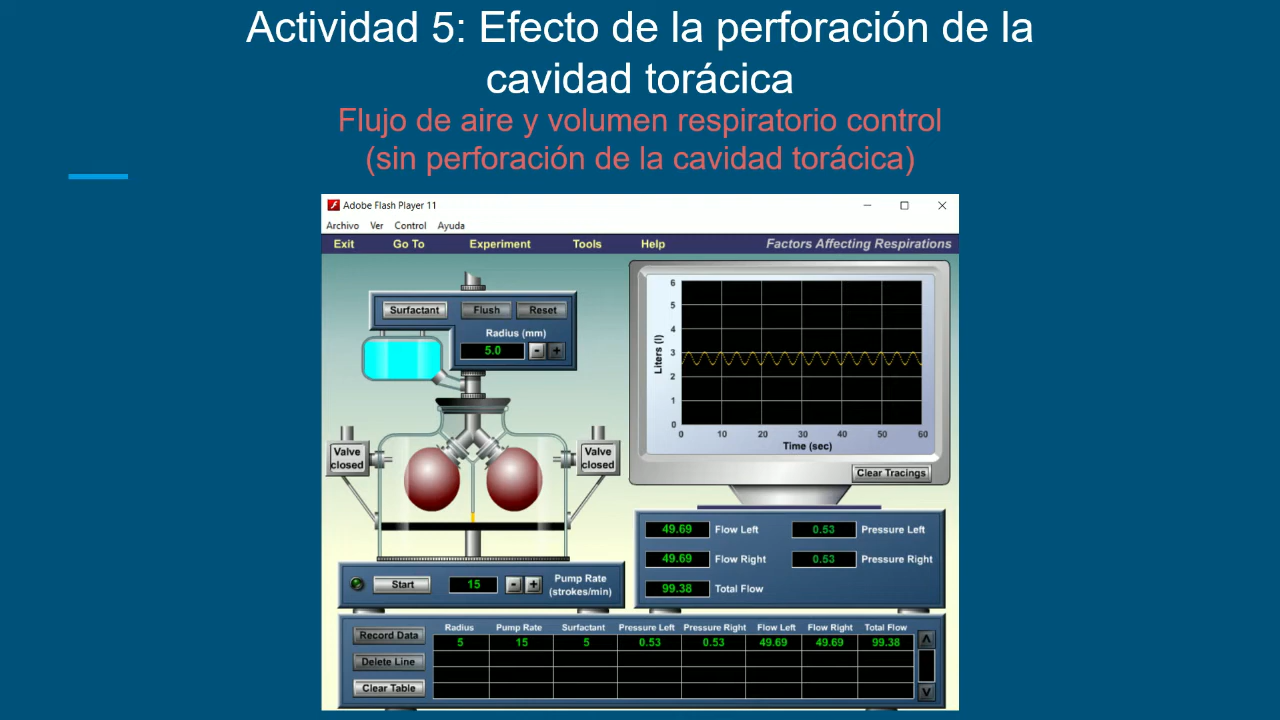 Actividad 5: Efecto de la perforación de la
cavidad torácica
Flujo de aire y volumen respiratorio control
(sin perforación de la cavidad torácica)
Adobe Flash Player 11
Archivo Ver Control Ayuda
Exit Go To Experiment Tools Help Factors Affecting Respirations
Surfactant Flush Reset
Radius (mm)
5.0 - +
Valve
closed
Valve
closed
Start 15 - + Pump Rate
(strokes/min)
6
5
4
3
2
1
0
Liters (l)
0 10 20 30 40 50 60
Time (sec)
Clear Tracings
49.69 Flow Left 0.53 Pressure Left
49.69 Flow Right 0.53 Pressure Right
99.38 Total Flow
Record Data
Delete Line
Clear Table
Radius Pump Rate Surfactant Pressure Left Pressure Right Flow Left Flow Right Total Flow
5 15 5 0.53 0.53 49.69 49.69 99.38